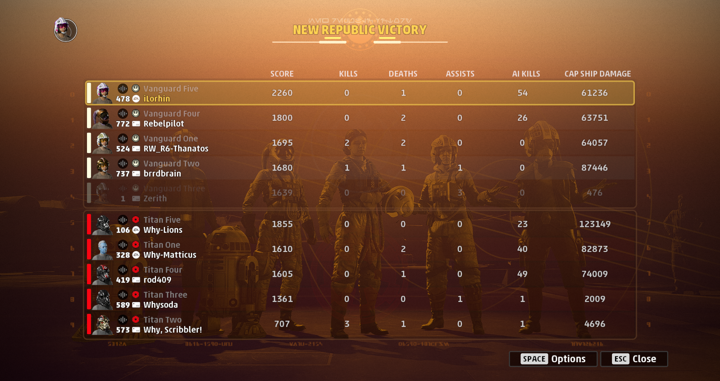 NEW REPUBLIC VICTORY
SCORE KILLS DEATHS ASSISTS AI KILLS CAP SHIP DAMAGE
Vanguard Five
478 iLorhin 2260 0 1 0 54 61236
Vanguard Four
772 Rebelpilot 1800 0 2 0 26 63751
Vanguard One
524 RW_R6-Thanatos 1695 2 2 0 0 64057
Vanguard Two
737 brrdbrain 1680 1 1 1 0 87446
Vanguard Three
1 Zerith 1639 0 0 3 0 476
Titan Five
106 Why-Lions 1855 0 0 0 23 123149
Titan One
328 Why-Matticus 1610 0 2 0 40 82873
Titan Four
419 rod409 1605 0 1 0 49 74009
Titan Three
589 Whysoda 1361 0 0 1 1 2009
Titan Two
573 Why, Scribbler! 707 3 1 0 1 4696
SPACE Options ESC Close